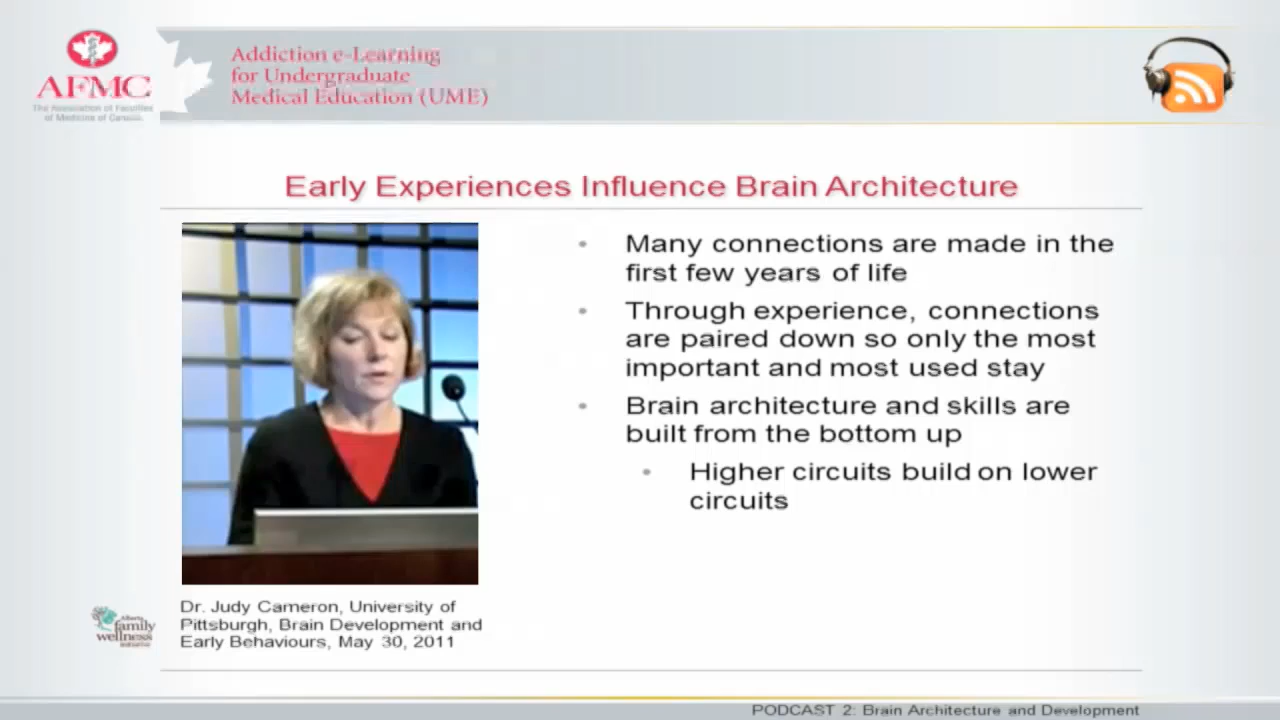 AFMC
The Association of Faculties
of Medicine of Canada
Addiction e-Learning
for Undergraduate
Medical Education (UME)
Early Experiences Influence Brain Architecture
• Many connections are made in the
first few years of life
• Through experience, connections
are paired down so only the most
important and most used stay
• Brain architecture and skills are
built from the bottom up
• Higher circuits build on lower
circuits
Dr. Judy Cameron, University of
Pittsburgh, Brain Development and
Early Behaviours, May 30, 2011
Alberta
family
wellness
initiative
PODCAST 2: Brain Architecture and Development